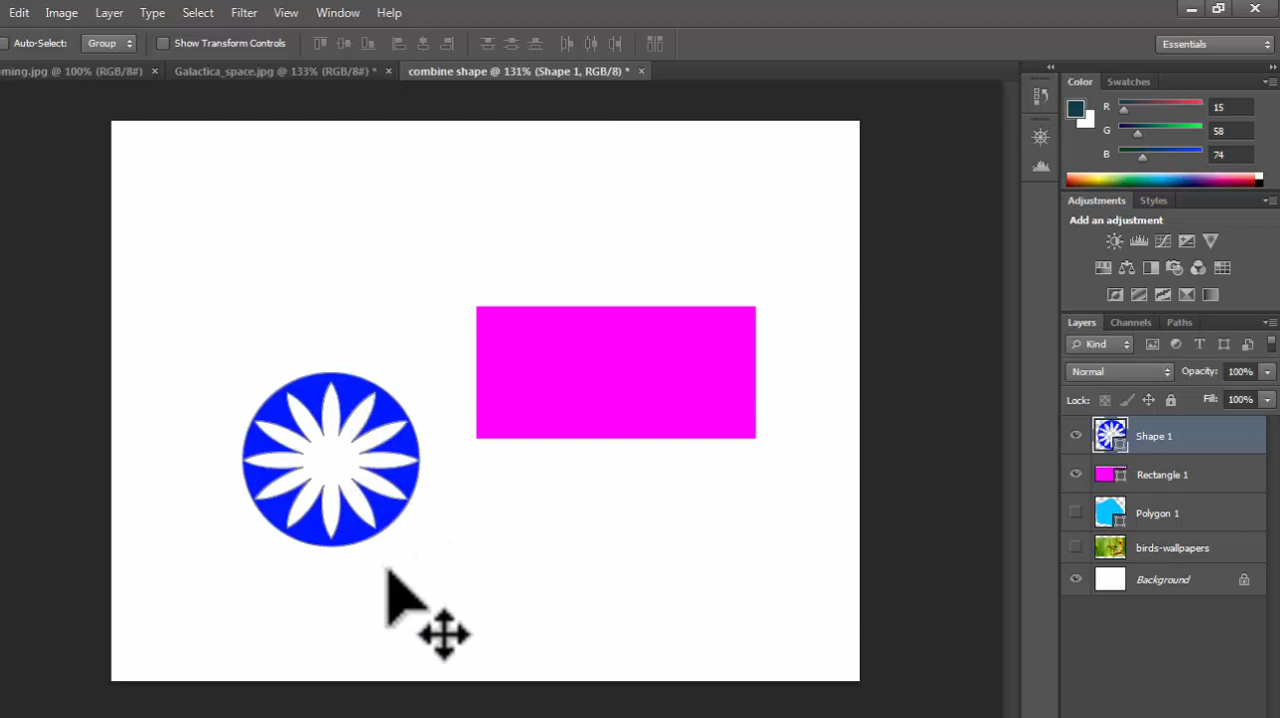 Edit Image Layer Type Select Filter View Window Help
Auto-Select: Group Show Transform Controls Essentials
ming.jpg @ 100% (RGB/8#) × Galactica_space.jpg @ 133% (RGB/8#) * × combine shape @ 131% (Shape 1, RGB/8) * ×
Color Swatches
R 15
G 58
B 74
Adjustments Styles
Add an adjustment
Layers Channels Paths
Kind
Normal Opacity: 100%
Lock: Fill: 100%
Shape 1
Rectangle 1
Polygon 1
birds-wallpapers
Background